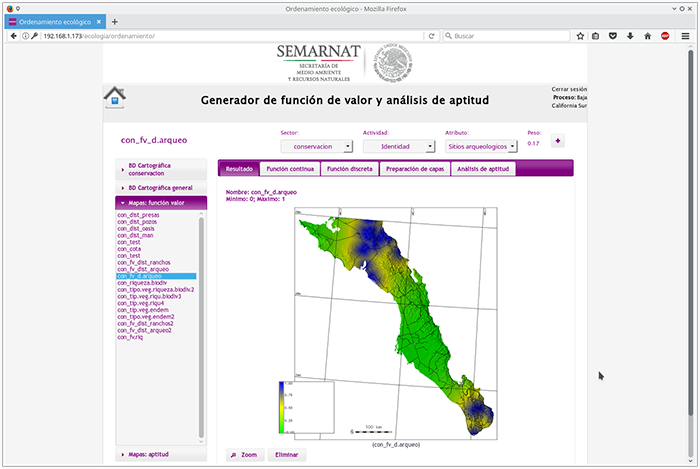 Ordenamiento ecológico - Mozilla Firefox
Ordenamiento ecológico
192.168.1.173/ecologia/ordenamiento/
Buscar
SEMARNAT
SECRETARÍA DE
MEDIO AMBIENTE
Y RECURSOS NATURALES
Cerrar sesión
Generador de función de valor y análisis de aptitud
Proceso: Baja
California Sur
con_fv_d.arqueo
Sector:
Actividad:
Atributo:
Peso:
conservacion
Identidad
Sitios arqueologicos
0.17
BD Cartográfica
conservacion
BD Cartográfica general
Mapas: función valor
con_dist_presas
con_dist_pozos
con_dist_oasis
con_dist_man
con_test
con_cota
con_test
con_fv_dist_ranchos
con_fv_dist_arqueo
con_fv_d.arqueo
con_riqueza.biodiv
con_tipo.veg.riqueza.biodiv.2
con_tip.veg.riqu.biodiv3
con_tip.veg.riqu4
con_tip.veg.endem
con_tipo.veg.endem2
con_fv_dist_ranchos2
con_fv_dist_arqueo2
con_fv.riq
Mapas: aptitud
Resultado
Función continua
Función discreta
Preparación de capas
Análisis de aptitud
Nombre: con_fv_d.arqueo
Mínimo: 0; Máximo: 1
1.00
0.75
0.50
0.25
0.00
100 km
(con_fv_d.arqueo)
Zoom
Eliminar